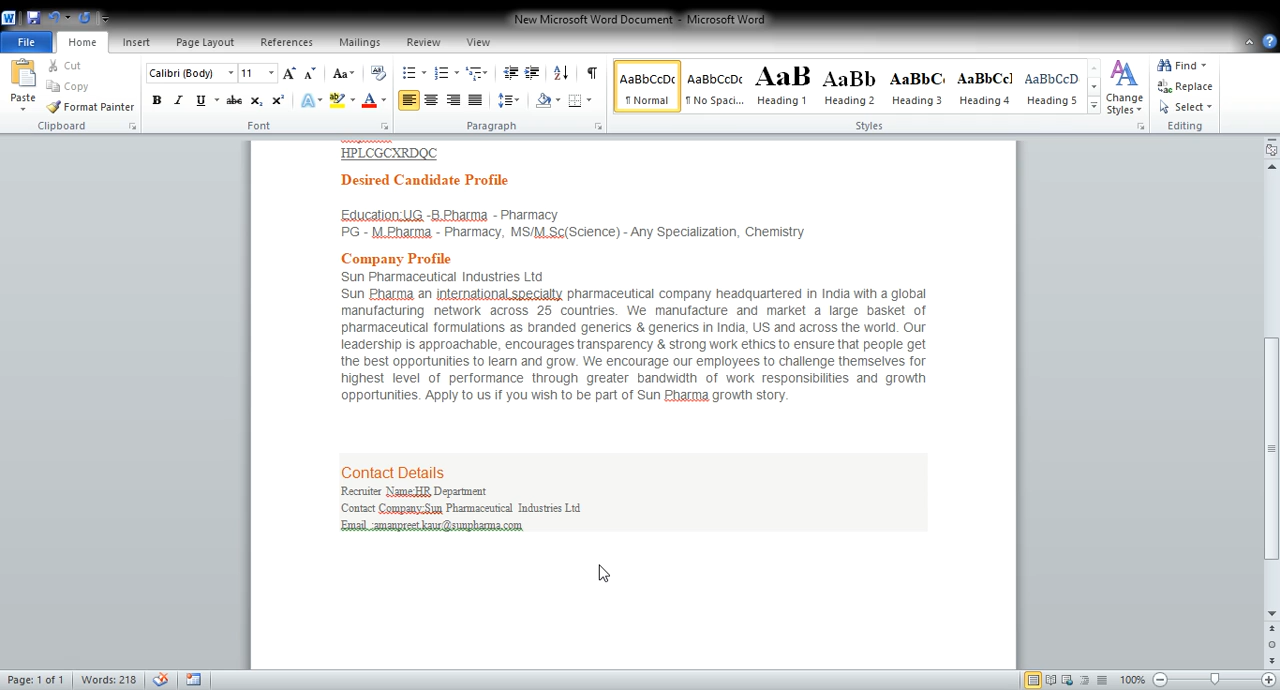 New Microsoft Word Document - Microsoft Word
File Home Insert Page Layout References Mailings Review View
Cut
Copy
Format Painter
Paste
Clipboard
Calibri (Body) 11
Font
Paragraph
AaBbCcDc AaBbCcDc AaB AaBb AaBbC AaBbCcI AaBbCcD
¶ Normal ¶ No Spaci... Heading 1 Heading 2 Heading 3 Heading 4 Heading 5
Styles
Change
Styles
Find
Replace
Select
Editing
HPLCGCXRDQC
Desired Candidate Profile
Education:UG -B.Pharma - Pharmacy
PG - M.Pharma - Pharmacy, MS/M.Sc(Science) - Any Specialization, Chemistry
Company Profile
Sun Pharmaceutical Industries Ltd
Sun Pharma an international,specialty pharmaceutical company headquartered in India with a global
manufacturing network across 25 countries. We manufacture and market a large basket of
pharmaceutical formulations as branded generics & generics in India, US and across the world. Our
leadership is approachable, encourages transparency & strong work ethics to ensure that people get
the best opportunities to learn and grow. We encourage our employees to challenge themselves for
highest level of performance through greater bandwidth of work responsibilities and growth
opportunities. Apply to us if you wish to be part of Sun Pharma growth story.
Contact Details
Recruiter Name:HR Department
Contact Company:Sun Pharmaceutical Industries Ltd
Email :amanpreet.kaur@sunpharma.com
Page: 1 of 1 Words: 218 100%